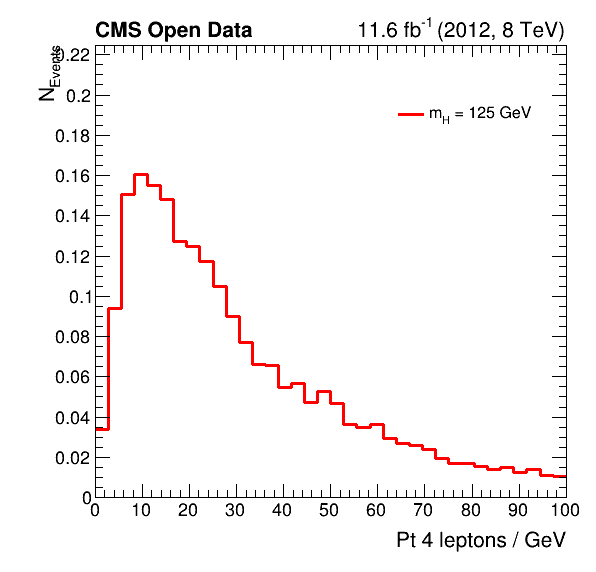 CMS Open Data 11.6 fb⁻¹ (2012, 8 TeV)
N_Events
0.22
0.2
0.18
0.16
0.14
0.12
0.1
0.08
0.06
0.04
0.02
0
m_H = 125 GeV
0 10 20 30 40 50 60 70 80 90 100
Pt 4 leptons / GeV